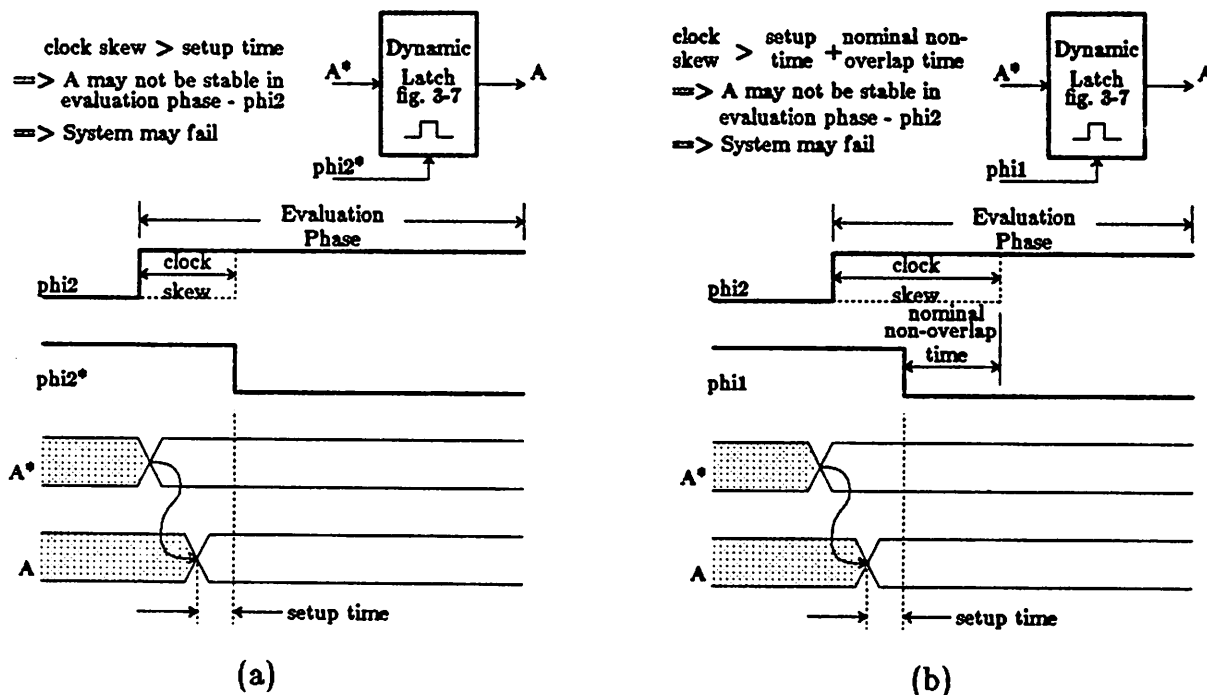 clock skew > setup time
==> A may not be stable in
evaluation phase - phi2
==> System may fail
Dynamic
Latch
fig. 3-7
A*
A
phi2*
Evaluation
Phase
clock
skew
phi2
phi2*
A*
A
setup time
(a)
clock skew > setup time + nominal non-overlap time
==> A may not be stable in
evaluation phase - phi2
==> System may fail
Dynamic
Latch
fig. 3-7
A*
A
phi1
Evaluation
Phase
clock
skew
phi2
nominal
non-overlap
time
phi1
A*
A
setup time
(b)